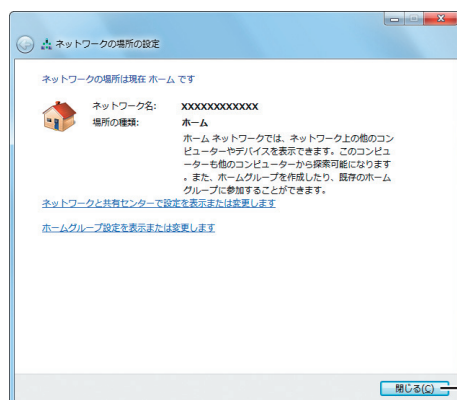 ネットワークの場所の設定
ネットワークの場所は現在 ホーム です
ネットワーク名: XXXXXXXXXXXX
場所の種類: ホーム
ホーム ネットワークでは、ネットワーク上の他のコン
ピューターやデバイスを表示できます。このコンピュ
ーターも他のコンピューターから探索可能になります
。また、ホームグループを作成したり、既存のホーム
グループに参加することができます。
ネットワークと共有センターで設定を表示または変更します
ホームグループ設定を表示または変更します
閉じる(C)